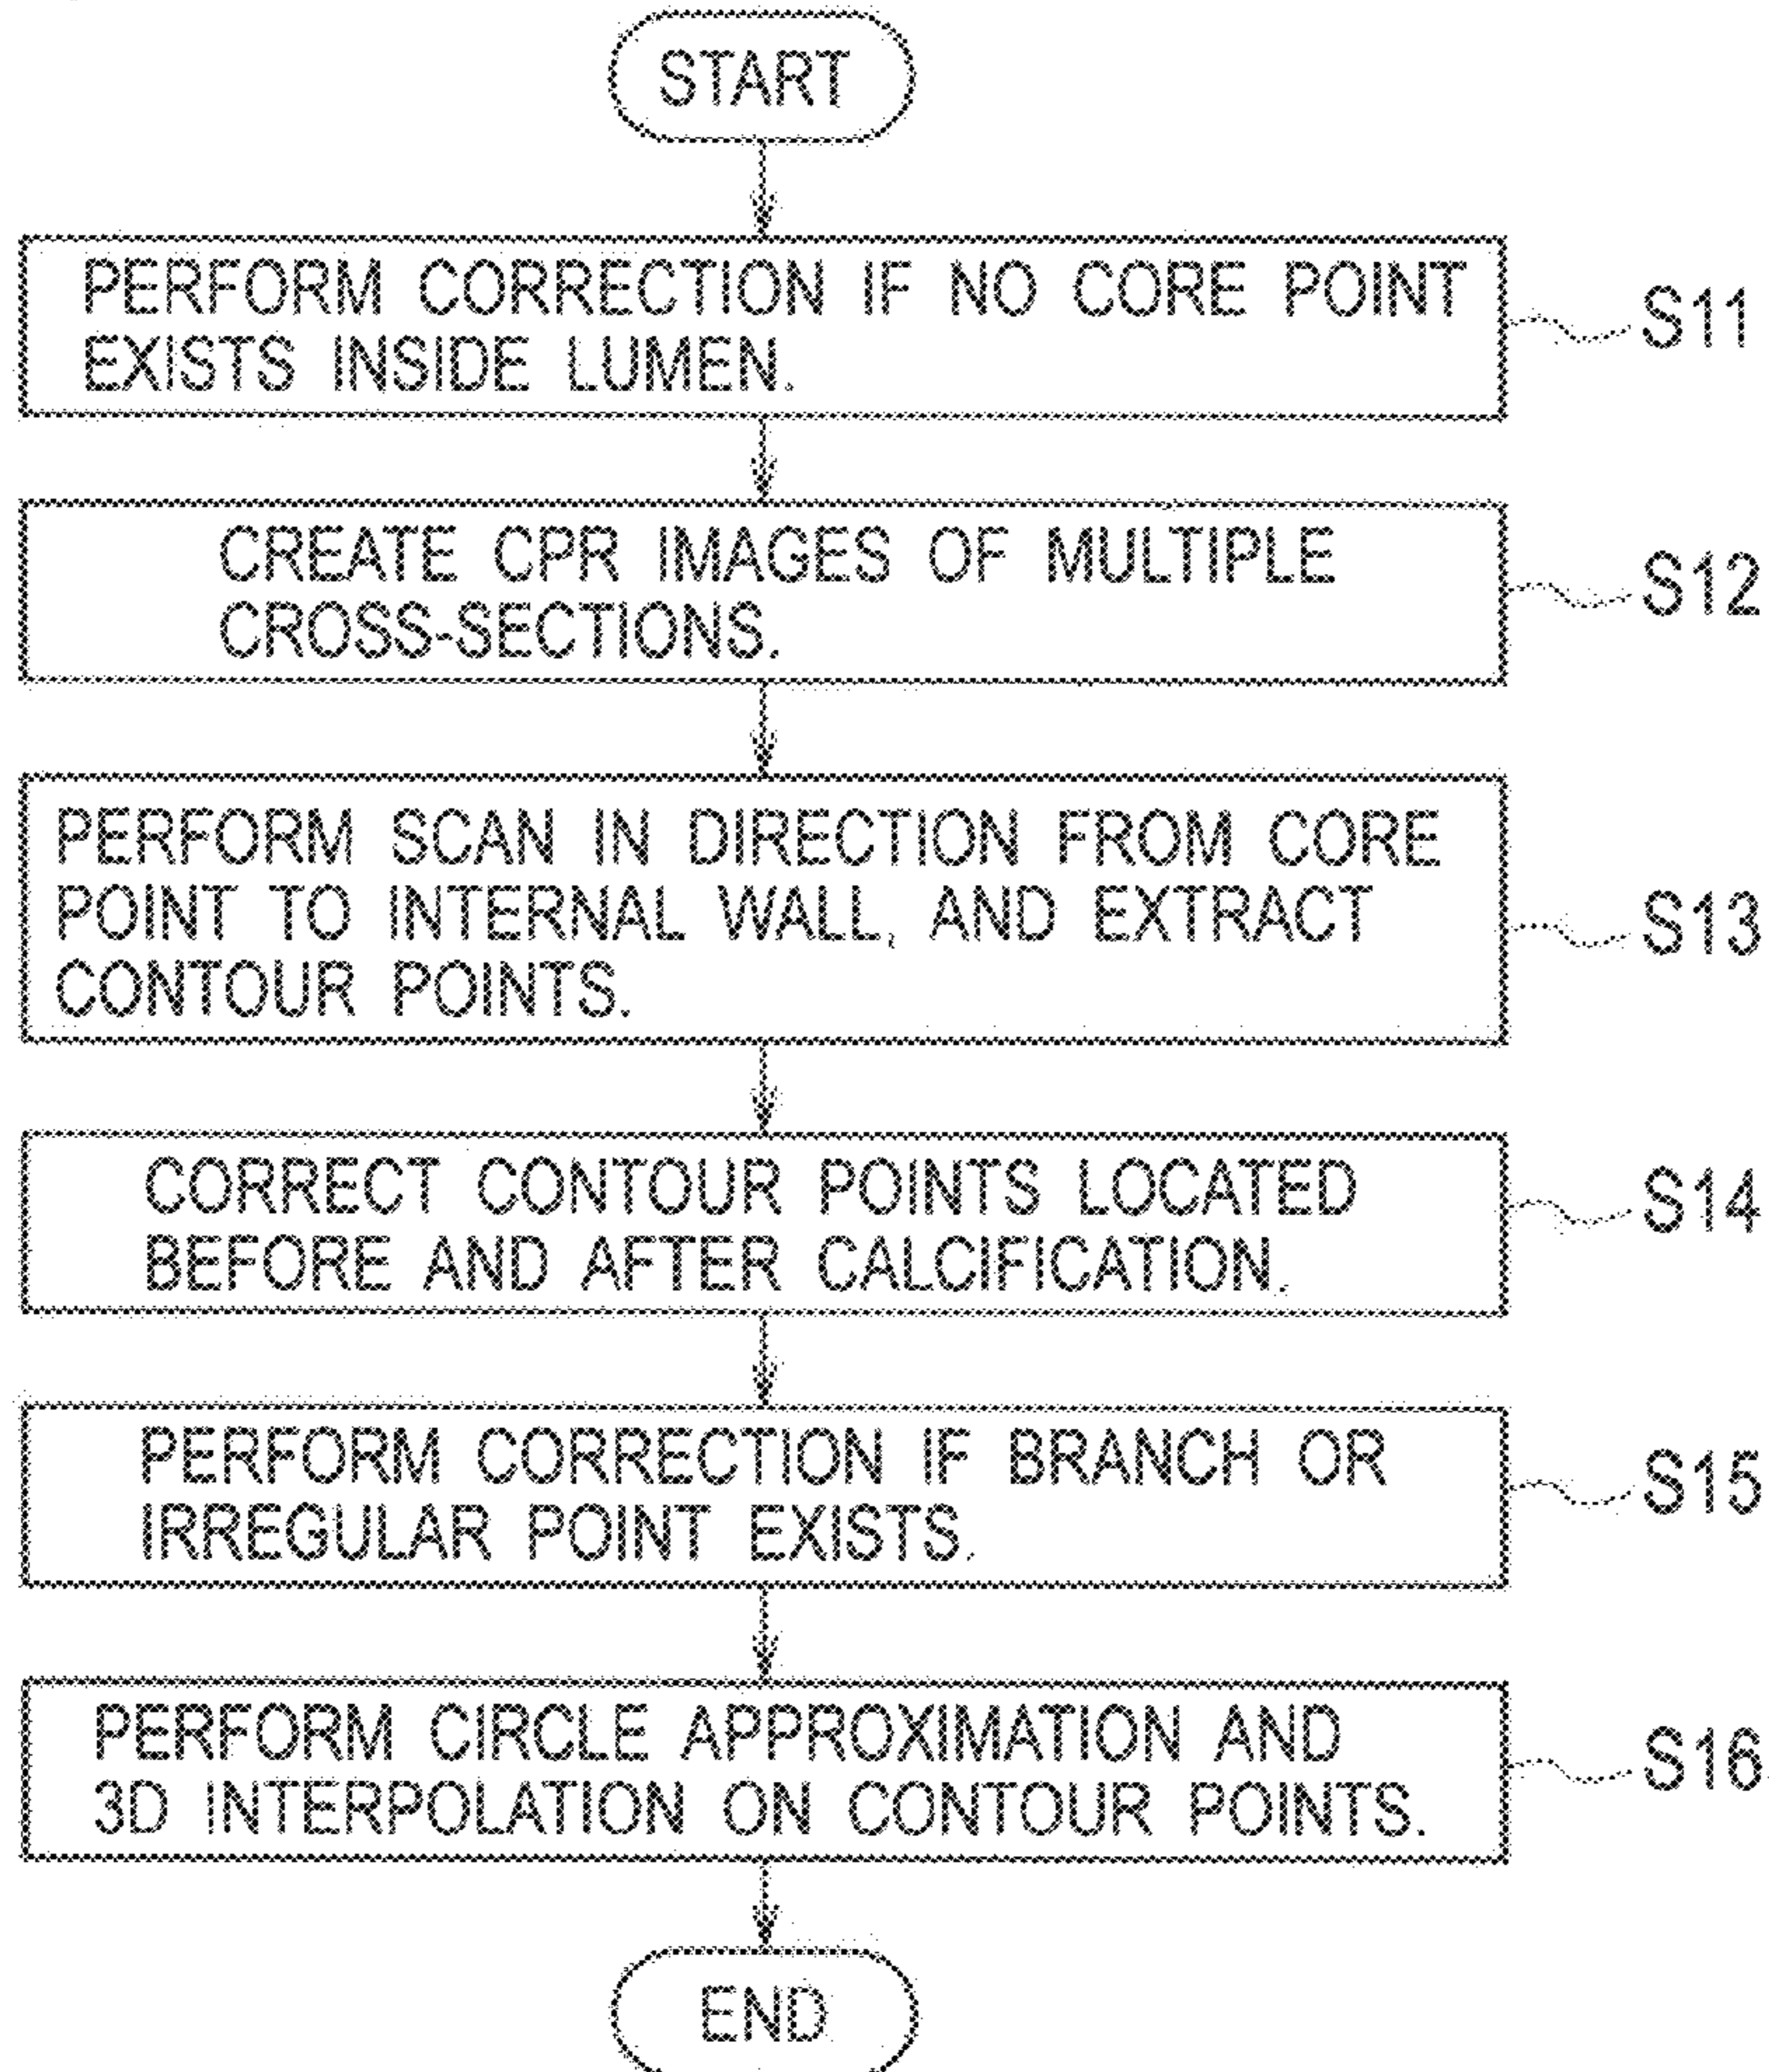 START
PERFORM CORRECTION IF NO CORE POINT
EXISTS INSIDE LUMEN.
S11
CREATE CPR IMAGES OF MULTIPLE
CROSS-SECTIONS.
S12
PERFORM SCAN IN DIRECTION FROM CORE
POINT TO INTERNAL WALL, AND EXTRACT
CONTOUR POINTS.
S13
CORRECT CONTOUR POINTS LOCATED
BEFORE AND AFTER CALCIFICATION.
S14
PERFORM CORRECTION IF BRANCH OR
IRREGULAR POINT EXISTS.
S15
PERFORM CIRCLE APPROXIMATION AND
3D INTERPOLATION ON CONTOUR POINTS.
S16
END